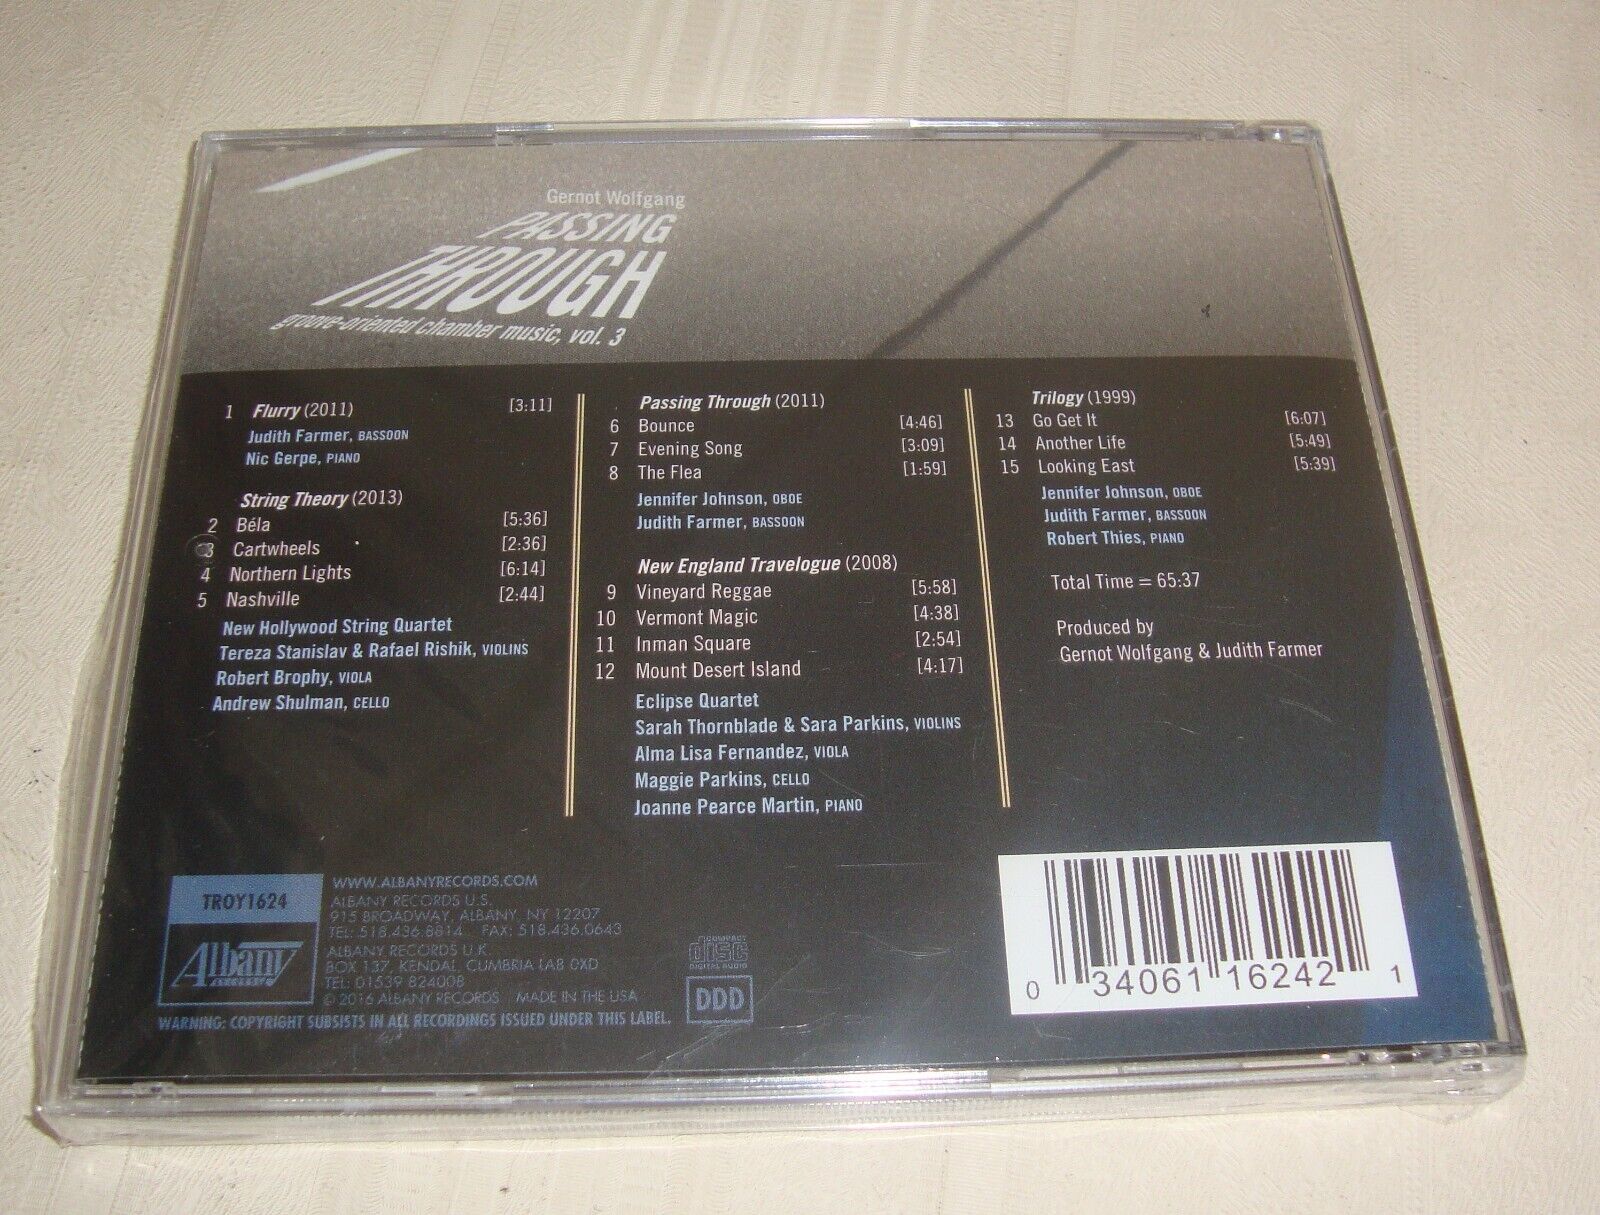 Gernot Wolfgang
PASSING
THROUGH
groove-oriented chamber music, vol. 3
1 Flurry (2011) [3:11]
Judith Farmer, BASSOON
Nic Gerpe, PIANO
String Theory (2013)
2 Béla [5:36]
3 Cartwheels [2:36]
4 Northern Lights [6:14]
5 Nashville [2:44]
New Hollywood String Quartet
Tereza Stanislav & Rafael Rishik, VIOLINS
Robert Brophy, VIOLA
Andrew Shulman, CELLO
Passing Through (2011)
6 Bounce [4:46]
7 Evening Song [3:09]
8 The Flea [1:59]
Jennifer Johnson, OBOE
Judith Farmer, BASSOON
New England Travelogue (2008)
9 Vineyard Reggae [5:58]
10 Vermont Magic [4:38]
11 Inman Square [2:54]
12 Mount Desert Island [4:17]
Eclipse Quartet
Sarah Thornblade & Sara Parkins, VIOLINS
Alma Lisa Fernandez, VIOLA
Maggie Parkins, CELLO
Joanne Pearce Martin, PIANO
Trilogy (1999)
13 Go Get It [6:07]
14 Another Life [5:49]
15 Looking East [5:39]
Jennifer Johnson, OBOE
Judith Farmer, BASSOON
Robert Thies, PIANO
Total Time = 65:37
Produced by
Gernot Wolfgang & Judith Farmer
TROY1624
Albany
RECORDS
WWW.ALBANYRECORDS.COM
ALBANY RECORDS U.S.
915 BROADWAY, ALBANY, NY 12207
TEL: 518.436.8814 FAX: 518.436.0643
ALBANY RECORDS U.K.
BOX 137, KENDAL, CUMBRIA LA8 0XD
TEL: 01539 824008
© 2016 ALBANY RECORDS MADE IN THE USA
WARNING: COPYRIGHT SUBSISTS IN ALL RECORDINGS ISSUED UNDER THIS LABEL.
COMPACT
disc
DIGITAL AUDIO
DDD
0 34061 16242 1